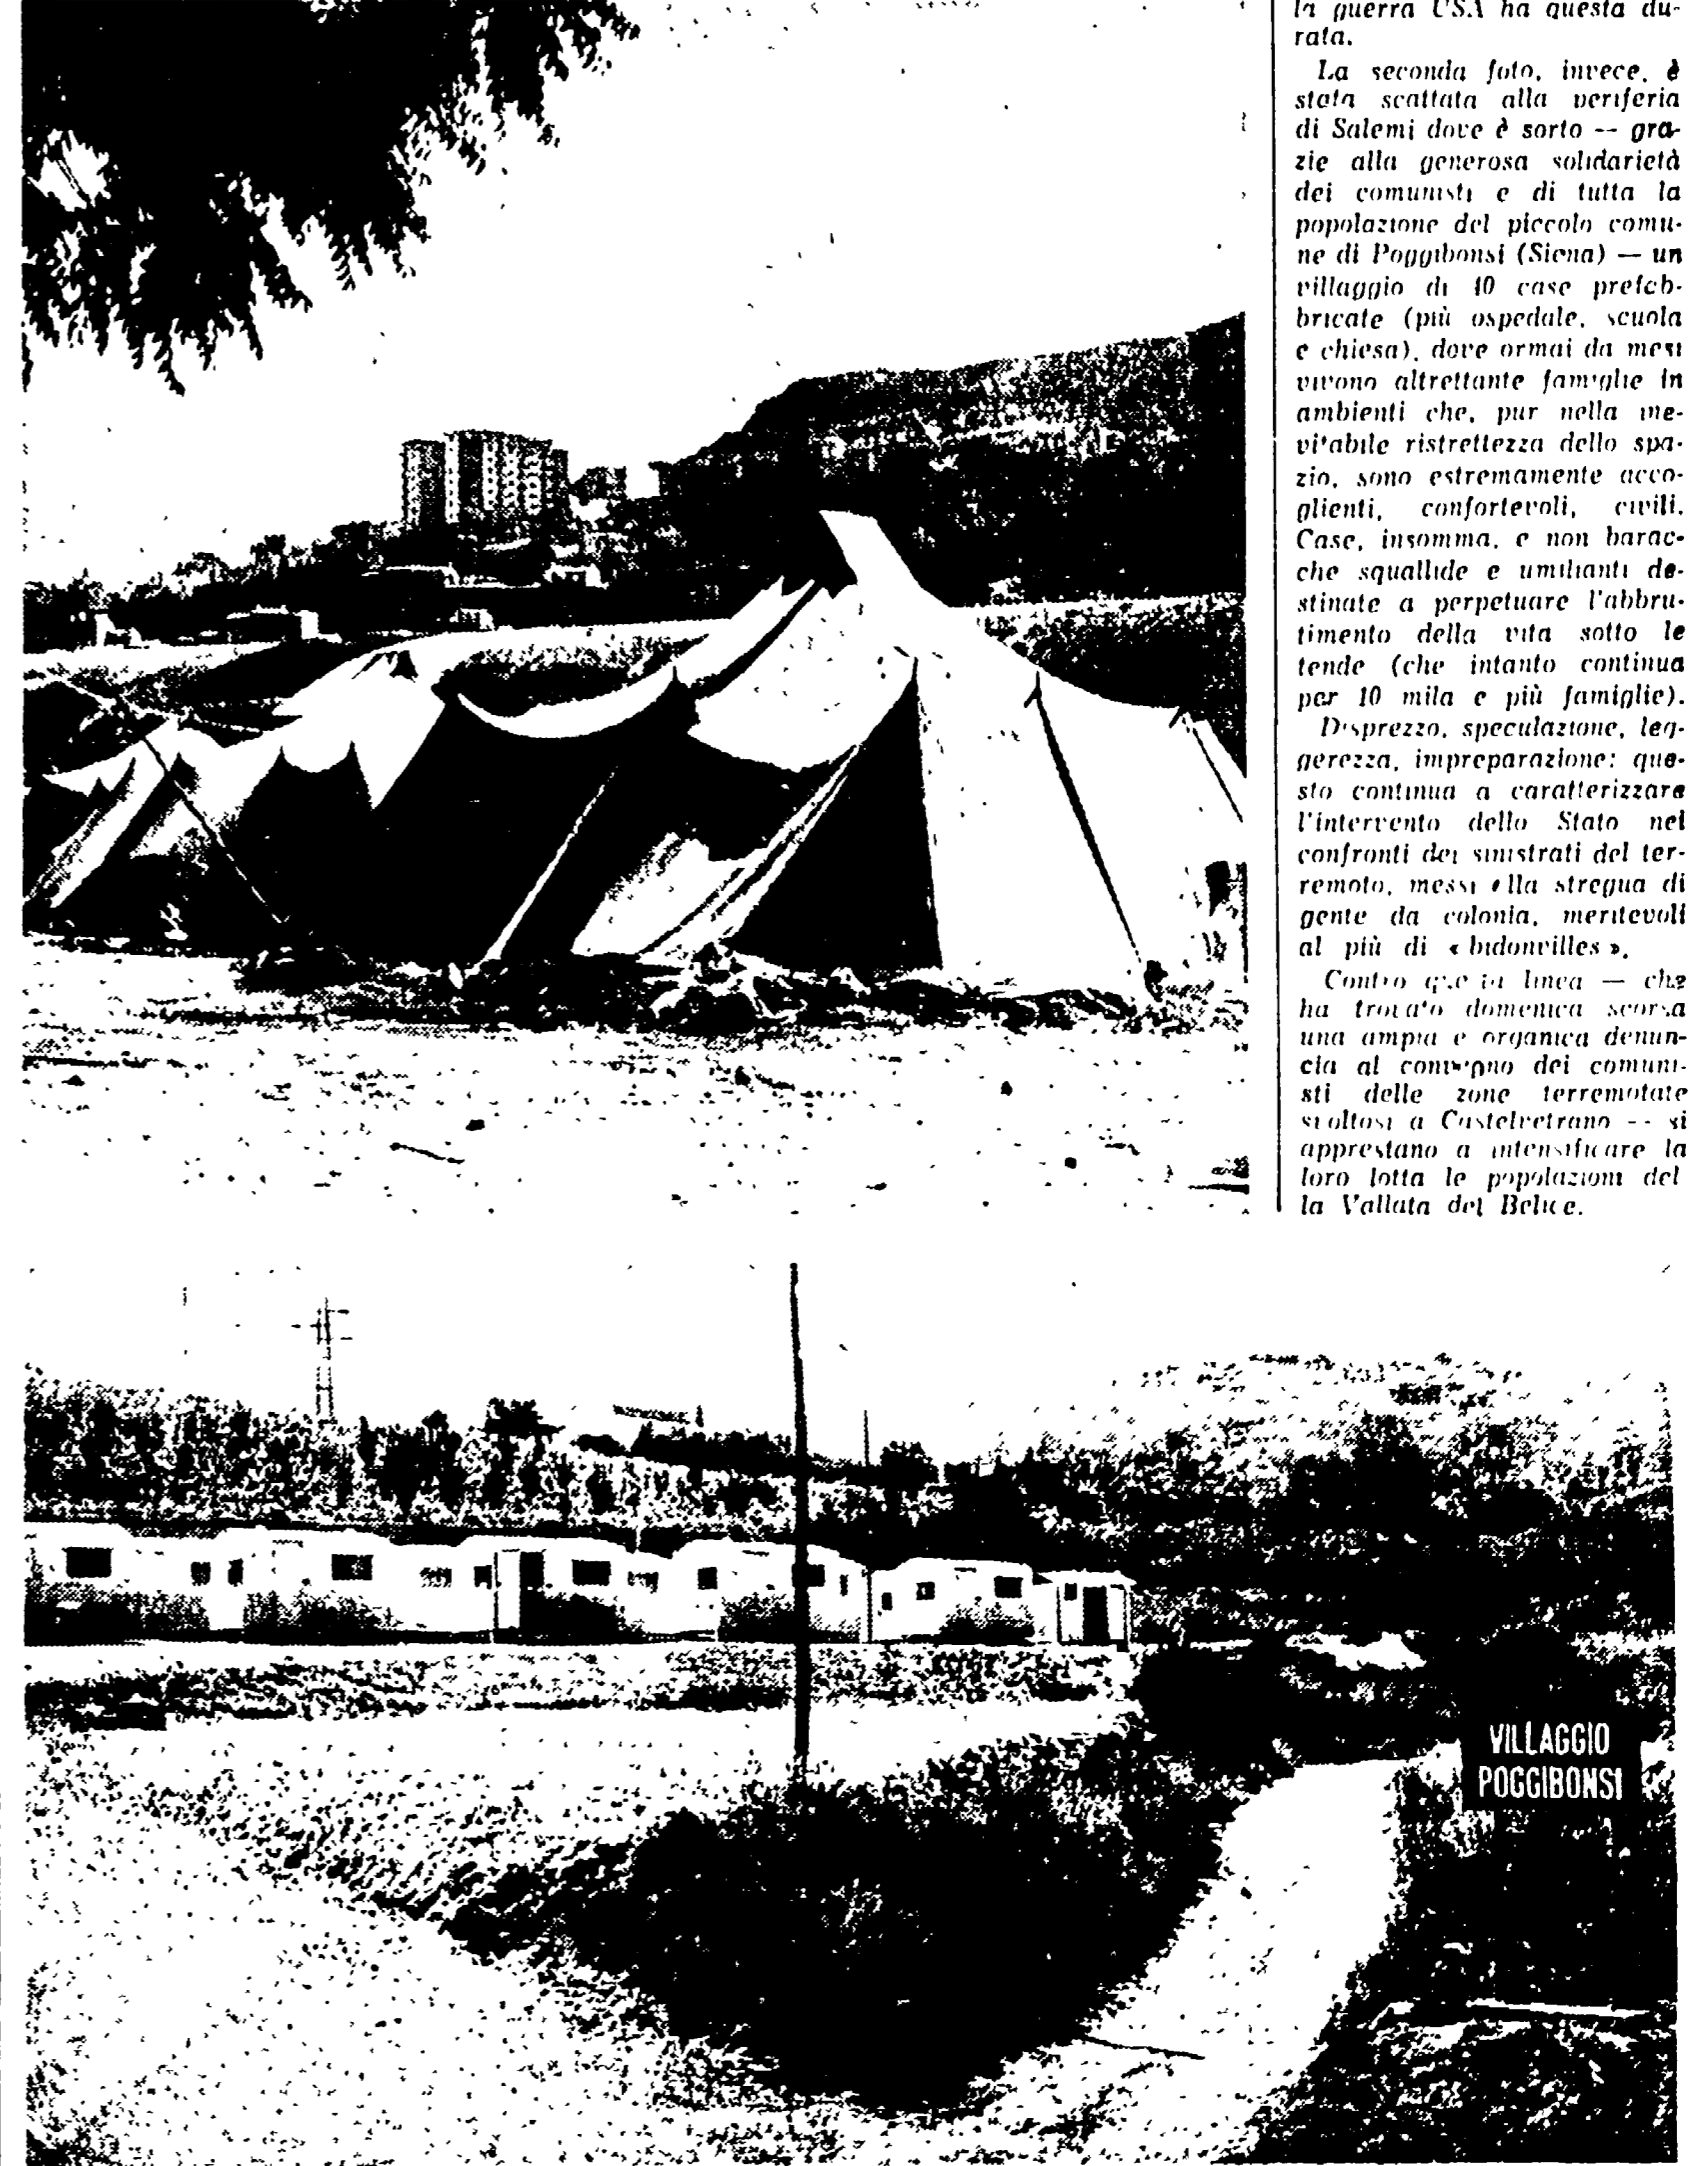 la guerra USA ha questa du-
rata.
La seconda foto, invece, è
stata scattata alla periferia
di Salemi dove è sorto -- gra-
zie alla generosa solidarietà
dei comunisti e di tutta la
popolazione del piccolo comu-
ne di Poggibonsi (Siena) — un
villaggio di 40 case prefab-
bricate (più ospedale, scuola
e chiesa), dove ormai da mesi
vivono altrettante famiglie in
ambienti che, pur nella ine-
vitabile ristrettezza dello spa-
zio, sono estremamente acco-
glienti, confortevoli, civili.
Case, insomma, e non barac-
che squallide e umilianti de-
stinate a perpetuare l'abbru-
timento della vita sotto le
tende (che intanto continua
per 10 mila e più famiglie).
Disprezzo, speculazione, leg-
gerezza, impreparazione: que-
sto continua a caratterizzare
l'intervento dello Stato nei
confronti dei sinistrati del ter-
remoto, messi alla stregua di
gente da colonia, meritevoli
al più di « bidonvilles ».
Contro questa linea — che
ha trovato domenica scorsa
una ampia e organica denun-
cia al convegno dei comuni-
sti delle zone terremotate
svoltosi a Castelvetrano -- si
apprestano a intensificare la
loro lotta le popolazioni del
la Vallata del Belice.
VILLAGGIO
POGGIBONSI